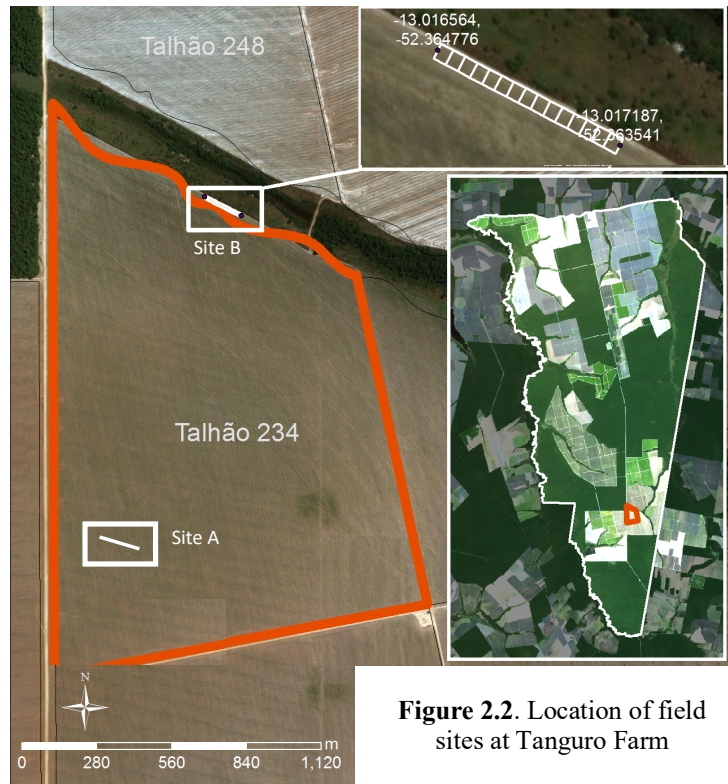 Talhão 248
-13.016564,
-52.364776
-13.017187,
-52.363541
Site B
Talhão 234
Site A
N
m
0 280 560 840 1,120
Figure 2.2. Location of field
sites at Tanguro Farm